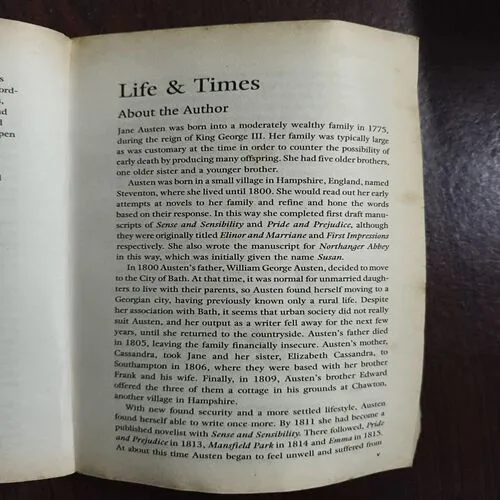 s
ord-
s,
d
d
pen
Life & Times
About the Author
Jane Austen was born into a moderately wealthy family in 1775,
during the reign of King George III. Her family was typically large
as was customary at the time in order to counter the possibility of
early death by producing many offspring. She had five older brothers,
one older sister and a younger brother.
Austen was born in a small village in Hampshire, England, named
Steventon, where she lived until 1800. She would read out her early
attempts at novels to her family and refine and hone the words
based on their response. In this way she completed first draft manu-
scripts of Sense and Sensibility and Pride and Prejudice, although
they were originally titled Elinor and Marriane and First Impressions
respectively. She also wrote the manuscript for Northanger Abbey
in this way, which was initially given the name Susan.
In 1800 Austen's father, William George Austen, decided to move
to the City of Bath. At that time, it was normal for unmarried daugh-
ters to live with their parents, so Austen found herself moving to a
Georgian city, having previously known only a rural life. Despite
her association with Bath, it seems that urban society did not really
suit Austen, and her output as a writer fell away for the next few
years, until she returned to the countryside. Austen's father died
in 1805, leaving the family financially insecure. Austen's mother,
Cassandra, took Jane and her sister, Elizabeth Cassandra, to
Southampton in 1806, where they were based with her brother
Frank and his wife. Finally, in 1809, Austen's brother Edward
offered the three of them a cottage in his grounds at Chawton,
another village in Hampshire.
With new found security and a more settled lifestyle, Austen
found herself able to write once more. By 1811 she had become a
published novelist with Sense and Sensibility. There followed, Pride
and Prejudice in 1813, Mansfield Park in 1814 and Emma in 1815.
At about this time Austen began to feel unwell and suffered from
v